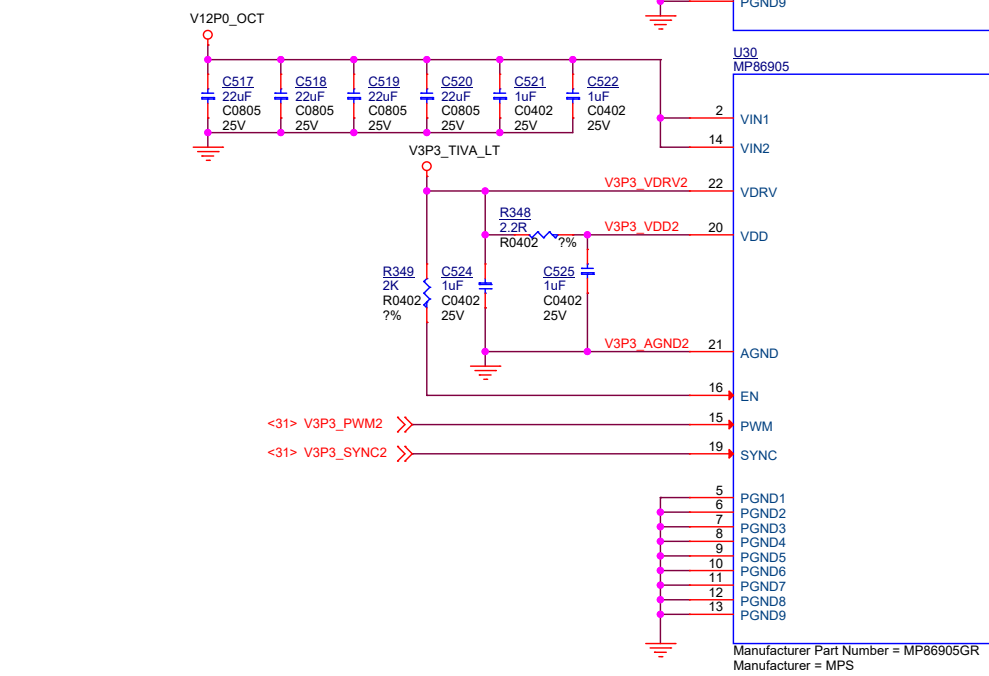 PGND9
V12P0_OCT
U30
MP86905
C517
22uF
C0805
25V
C518
22uF
C0805
25V
C519
22uF
C0805
25V
C520
22uF
C0805
25V
C521
1uF
C0402
25V
C522
1uF
C0402
25V
2 VIN1
14 VIN2
V3P3_TIVA_LT
V3P3_VDRV2 22 VDRV
R348
2.2R
R0402 ?%
V3P3_VDD2 20 VDD
R349
2K
R0402
?%
C524
1uF
C0402
25V
C525
1uF
C0402
25V
V3P3_AGND2 21 AGND
16 EN
<31> V3P3_PWM2 15 PWM
<31> V3P3_SYNC2 19 SYNC
5 PGND1
6 PGND2
7 PGND3
8 PGND4
9 PGND5
10 PGND6
11 PGND7
12 PGND8
13 PGND9
Manufacturer Part Number = MP86905GR
Manufacturer = MPS